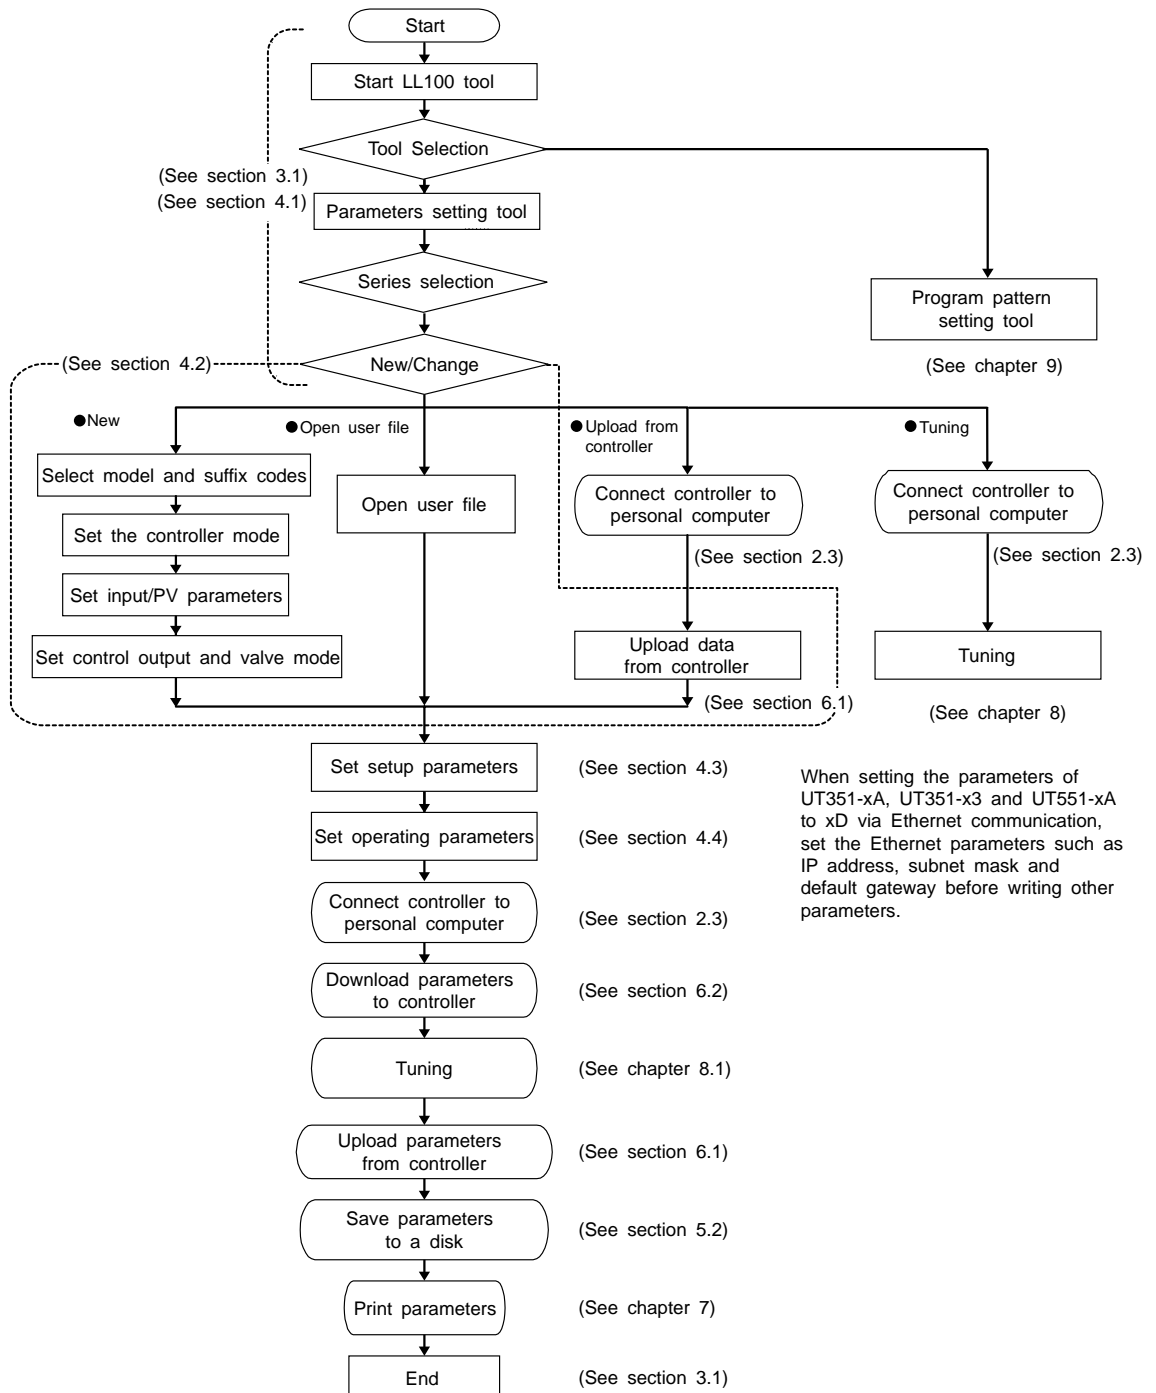 Start
Start LL100 tool
Tool Selection
(See section 3.1)
(See section 4.1)
Parameters setting tool
Series selection
Program pattern
setting tool
(See chapter 9)
(See section 4.2)
New/Change
●New
●Open user file
●Upload from
controller
●Tuning
Select model and suffix codes
Set the controller mode
Set input/PV parameters
Set control output and valve mode
Open user file
Connect controller to
personal computer
(See section 2.3)
Upload data
from controller
(See section 6.1)
Connect controller to
personal computer
(See section 2.3)
Tuning
(See chapter 8)
Set setup parameters
(See section 4.3)
Set operating parameters
(See section 4.4)
Connect controller to
personal computer
(See section 2.3)
Download parameters
to controller
(See section 6.2)
Tuning
(See chapter 8.1)
Upload parameters
from controller
(See section 6.1)
Save parameters
to a disk
(See section 5.2)
Print parameters
(See chapter 7)
End
(See section 3.1)
When setting the parameters of
UT351-xA, UT351-x3 and UT551-xA
to xD via Ethernet communication,
set the Ethernet parameters such as
IP address, subnet mask and
default gateway before writing other
parameters.